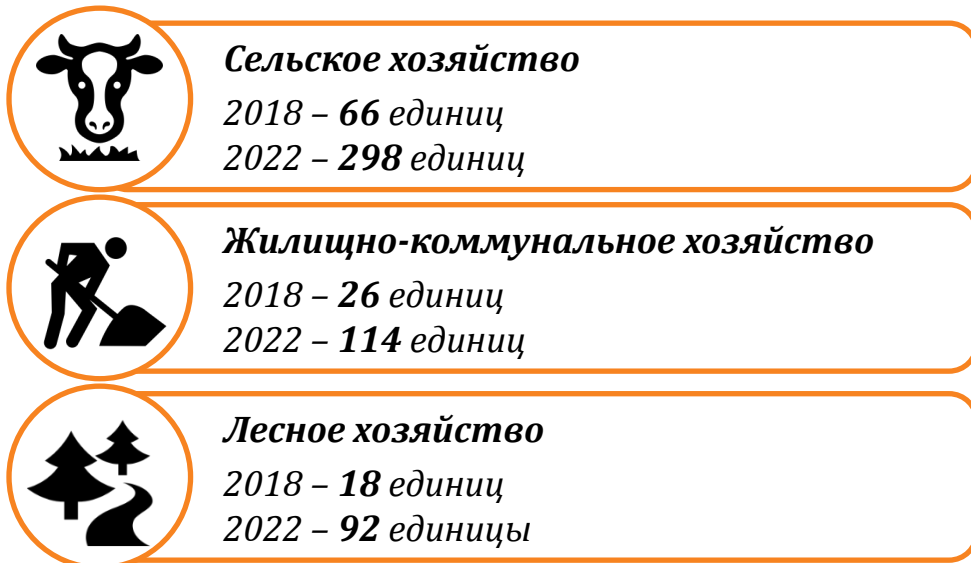 Сельское хозяйство
2018 – 66 единиц
2022 – 298 единиц
Жилищно-коммунальное хозяйство
2018 – 26 единиц
2022 – 114 единиц
Лесное хозяйство
2018 – 18 единиц
2022 – 92 единицы